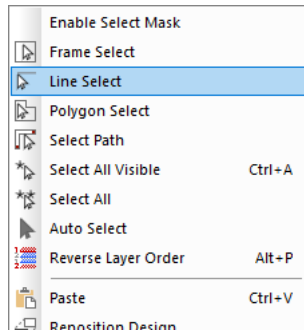 Enable Select Mask
Frame Select
Line Select
Polygon Select
Select Path
Select All Visible Ctrl+A
Select All
Auto Select
Reverse Layer Order Alt+P
Paste Ctrl+V
Reposition Design